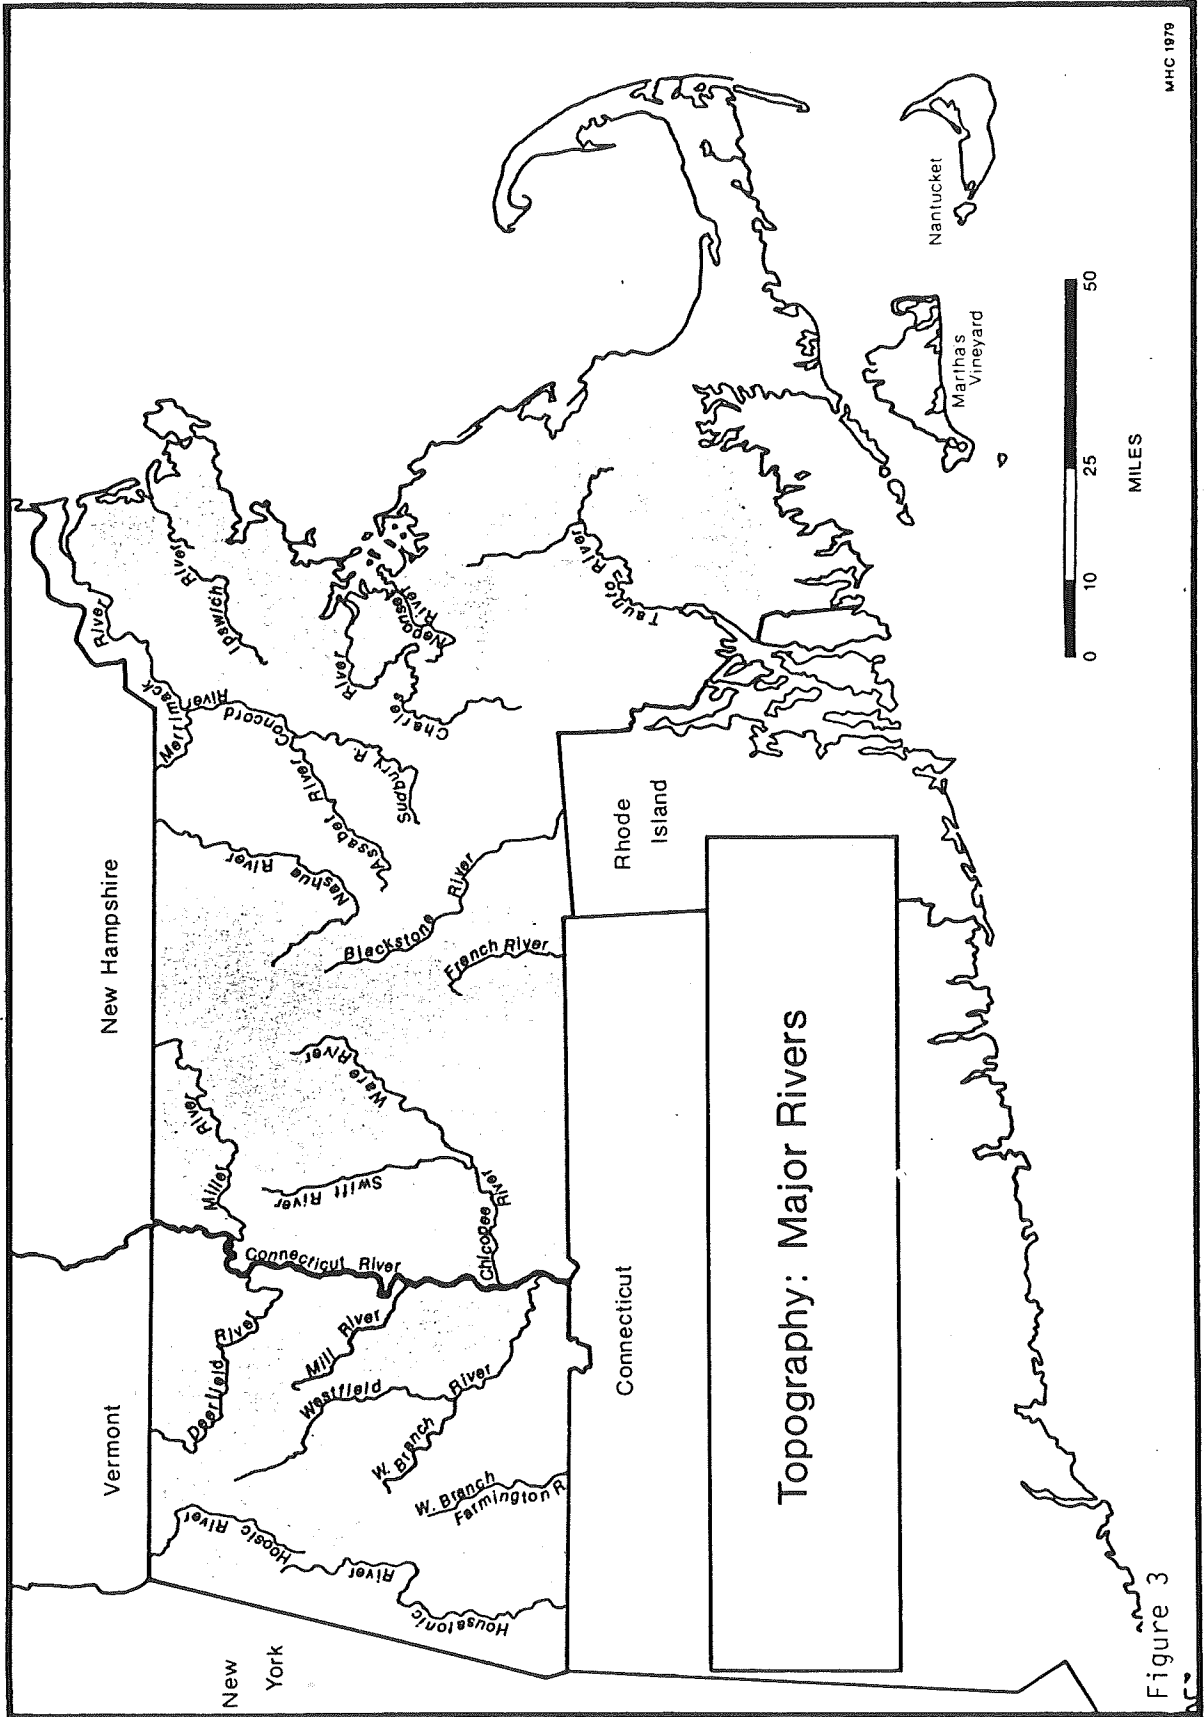 Vermont
New Hampshire
New
York
Hoosic River
Housatonic River
Deerfield River
Miller River
Connecticut River
Mill River
Westfield River
W. Branch
W. Branch
Farmington R.
Swift River
Ware River
Chicopee River
Nashua River
Blackstone River
French River
Merrimack River
Concord River
Assabet River
Sudbury R.
Ipswich River
Charles River
Neponset River
Taunton River
Connecticut
Rhode
Island
Martha's
Vineyard
Nantucket
Topography: Major Rivers
0 10 25 50
MILES
Figure 3
MHC 1979